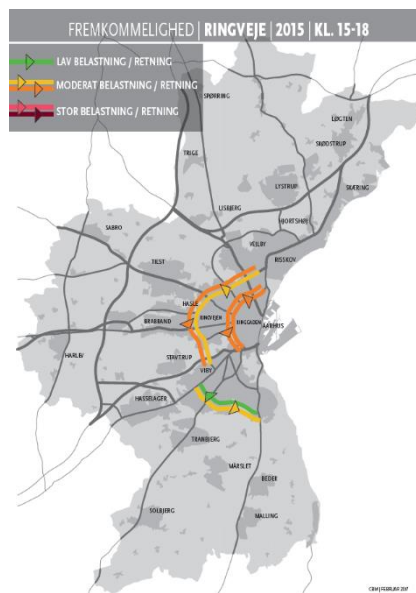 FREMKOMMELIGHED | RINGVEJE | 2015 | KL. 15-18
LAV BELASTNING / RETNING
MODERAT BELASTNING / RETNING
STOR BELASTNING / RETNING
SPØRRING
LØGTEN
SKØDSTRUP
TRIGE
LYSTRUP
SKÆRING
LISBJERG
HJORTSHØJ
SABRO
VEJLBY
RISSKOV
TILST
HASLE
BRABRAND
RINGVEJEN
RINGGADEN
AARHUS
HARLEV
STAVTRUP
VIBY
HASSELAGER
TRANBJERG
MÅRSLET
BEDER
SOLBJERG
MALLING